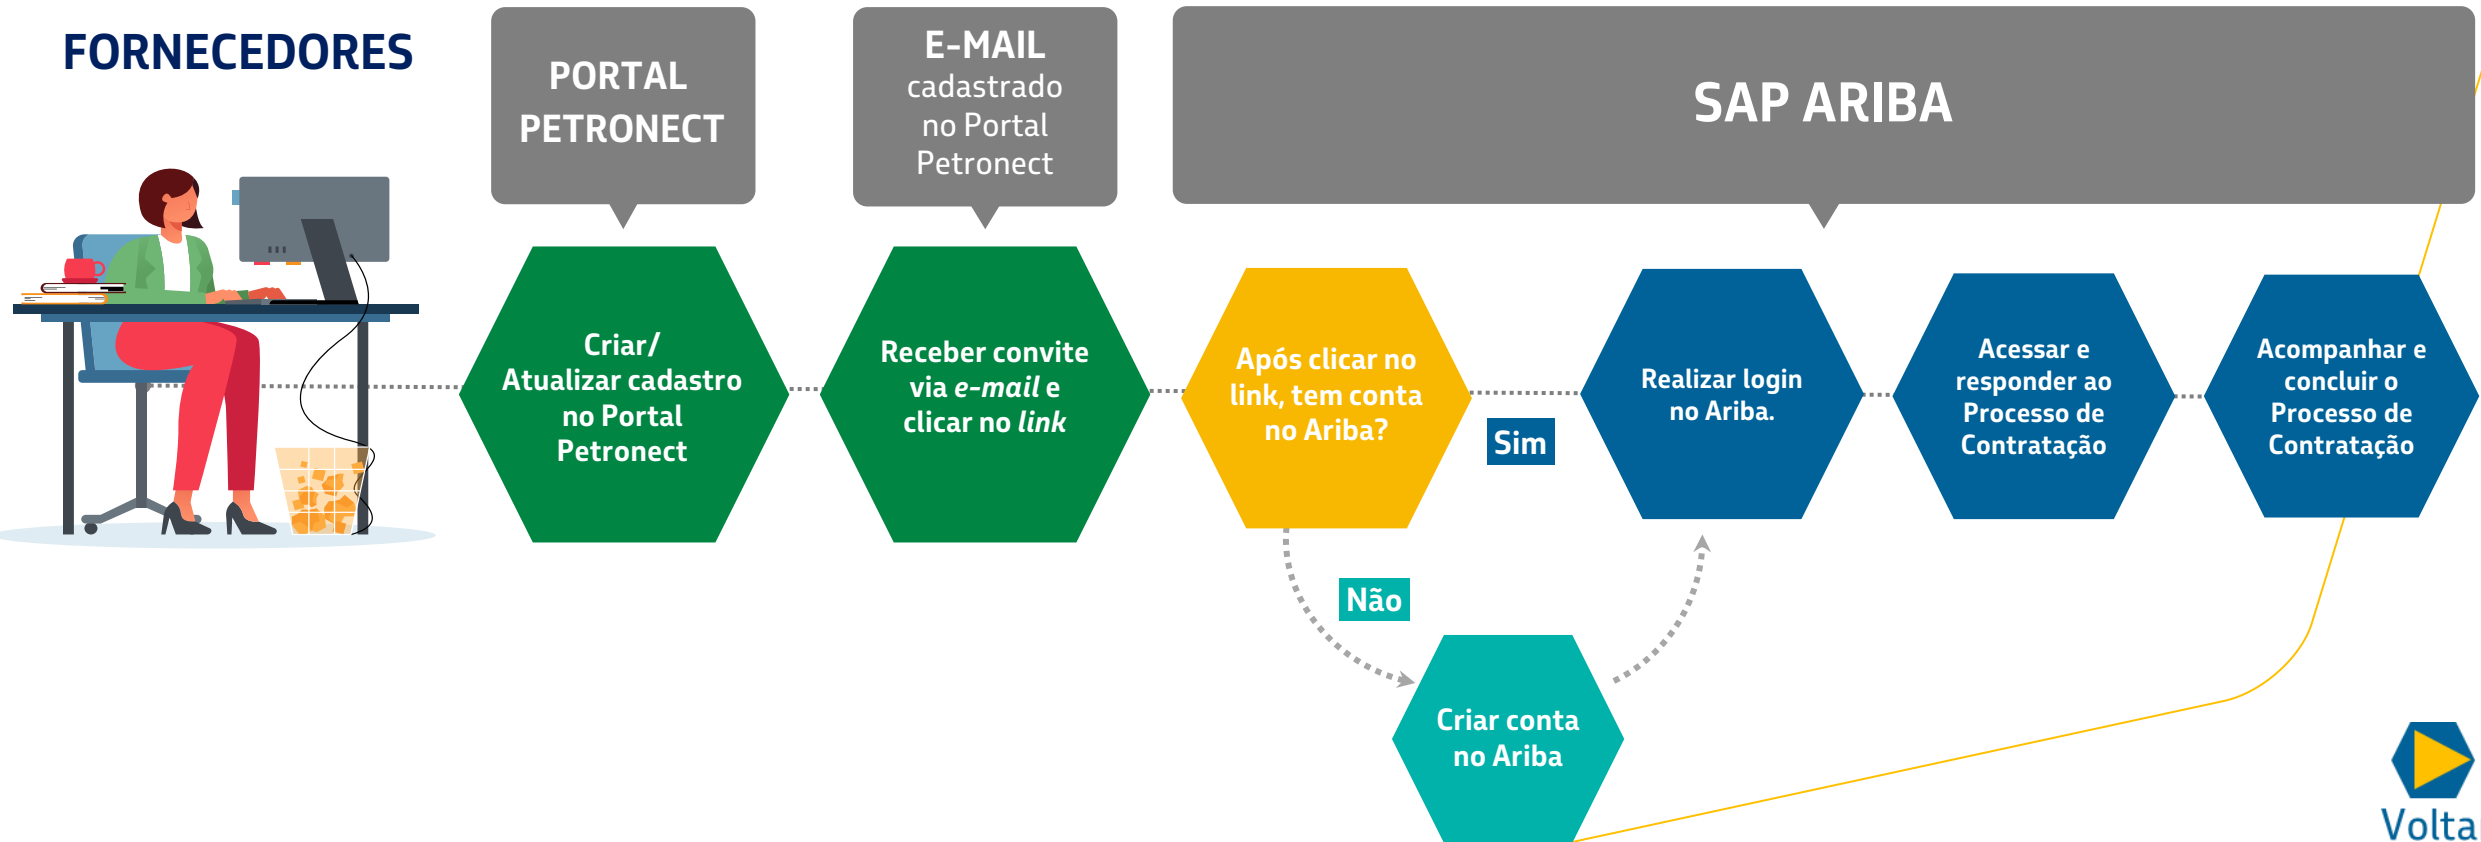 FORNECEDORES
PORTAL
PETRONECT
E-MAIL
cadastrado
no Portal
Petronect
SAP ARIBA
Criar/
Atualizar cadastro
no Portal
Petronect
Receber convite
via e-mail e
clicar no link
Após clicar no
link, tem conta
no Ariba?
Sim
Realizar login
no Ariba.
Acessar e
responder ao
Processo de
Contratação
Acompanhar e
concluir o
Processo de
Contratação
Não
Criar conta
no Ariba
Voltar